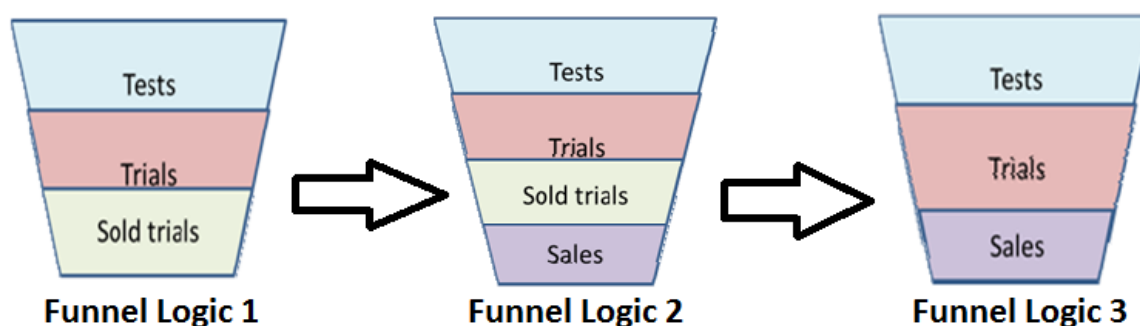 Tests
Trials
Sold trials
Funnel Logic 1
Tests
Trials
Sold trials
Sales
Funnel Logic 2
Tests
Trials
Sales
Funnel Logic 3